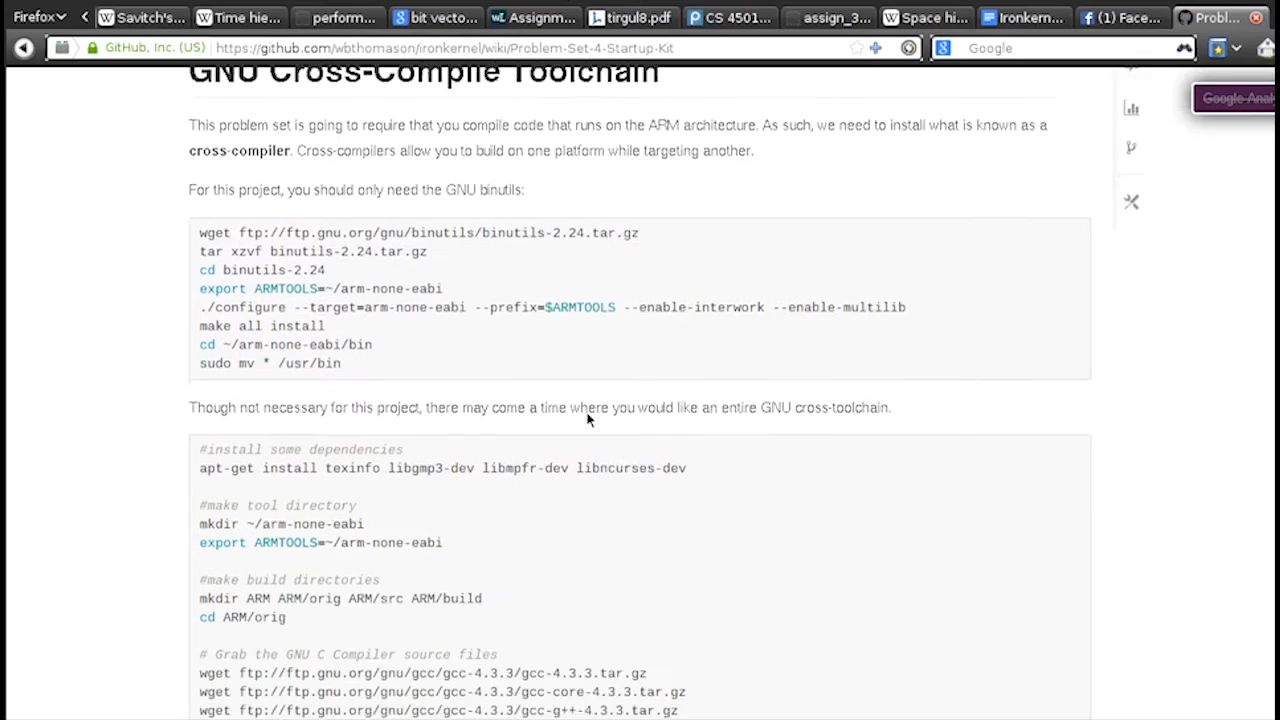 Firefox
Savitch's...
Time hie...
perform...
bit vecto...
Assignm...
tirgul8.pdf
CS 4501...
assign_3...
Space hi...
Ironkern...
(1) Face...
Probl...
GitHub, Inc. (US)
https://github.com/wbthomason/ironkernel/wiki/Problem-Set-4-Startup-Kit
Google
GNU Cross-Compile Toolchain
Google Anal
This problem set is going to require that you compile code that runs on the ARM architecture. As such, we need to install what is known as a
cross-compiler. Cross-compilers allow you to build on one platform while targeting another.
For this project, you should only need the GNU binutils:
wget ftp://ftp.gnu.org/gnu/binutils/binutils-2.24.tar.gz
tar xzvf binutils-2.24.tar.gz
cd binutils-2.24
export ARMTOOLS=~/arm-none-eabi
./configure --target=arm-none-eabi --prefix=$ARMTOOLS --enable-interwork --enable-multilib
make all install
cd ~/arm-none-eabi/bin
sudo mv * /usr/bin
Though not necessary for this project, there may come a time where you would like an entire GNU cross-toolchain.
#install some dependencies
apt-get install texinfo libgmp3-dev libmpfr-dev libncurses-dev
#make tool directory
mkdir ~/arm-none-eabi
export ARMTOOLS=~/arm-none-eabi
#make build directories
mkdir ARM ARM/orig ARM/src ARM/build
cd ARM/orig
# Grab the GNU C Compiler source files
wget ftp://ftp.gnu.org/gnu/gcc/gcc-4.3.3/gcc-4.3.3.tar.gz
wget ftp://ftp.gnu.org/gnu/gcc/gcc-4.3.3/gcc-core-4.3.3.tar.gz
wget ftp://ftp.gnu.org/gnu/gcc/gcc-4.3.3/gcc-g++-4.3.3.tar.gz